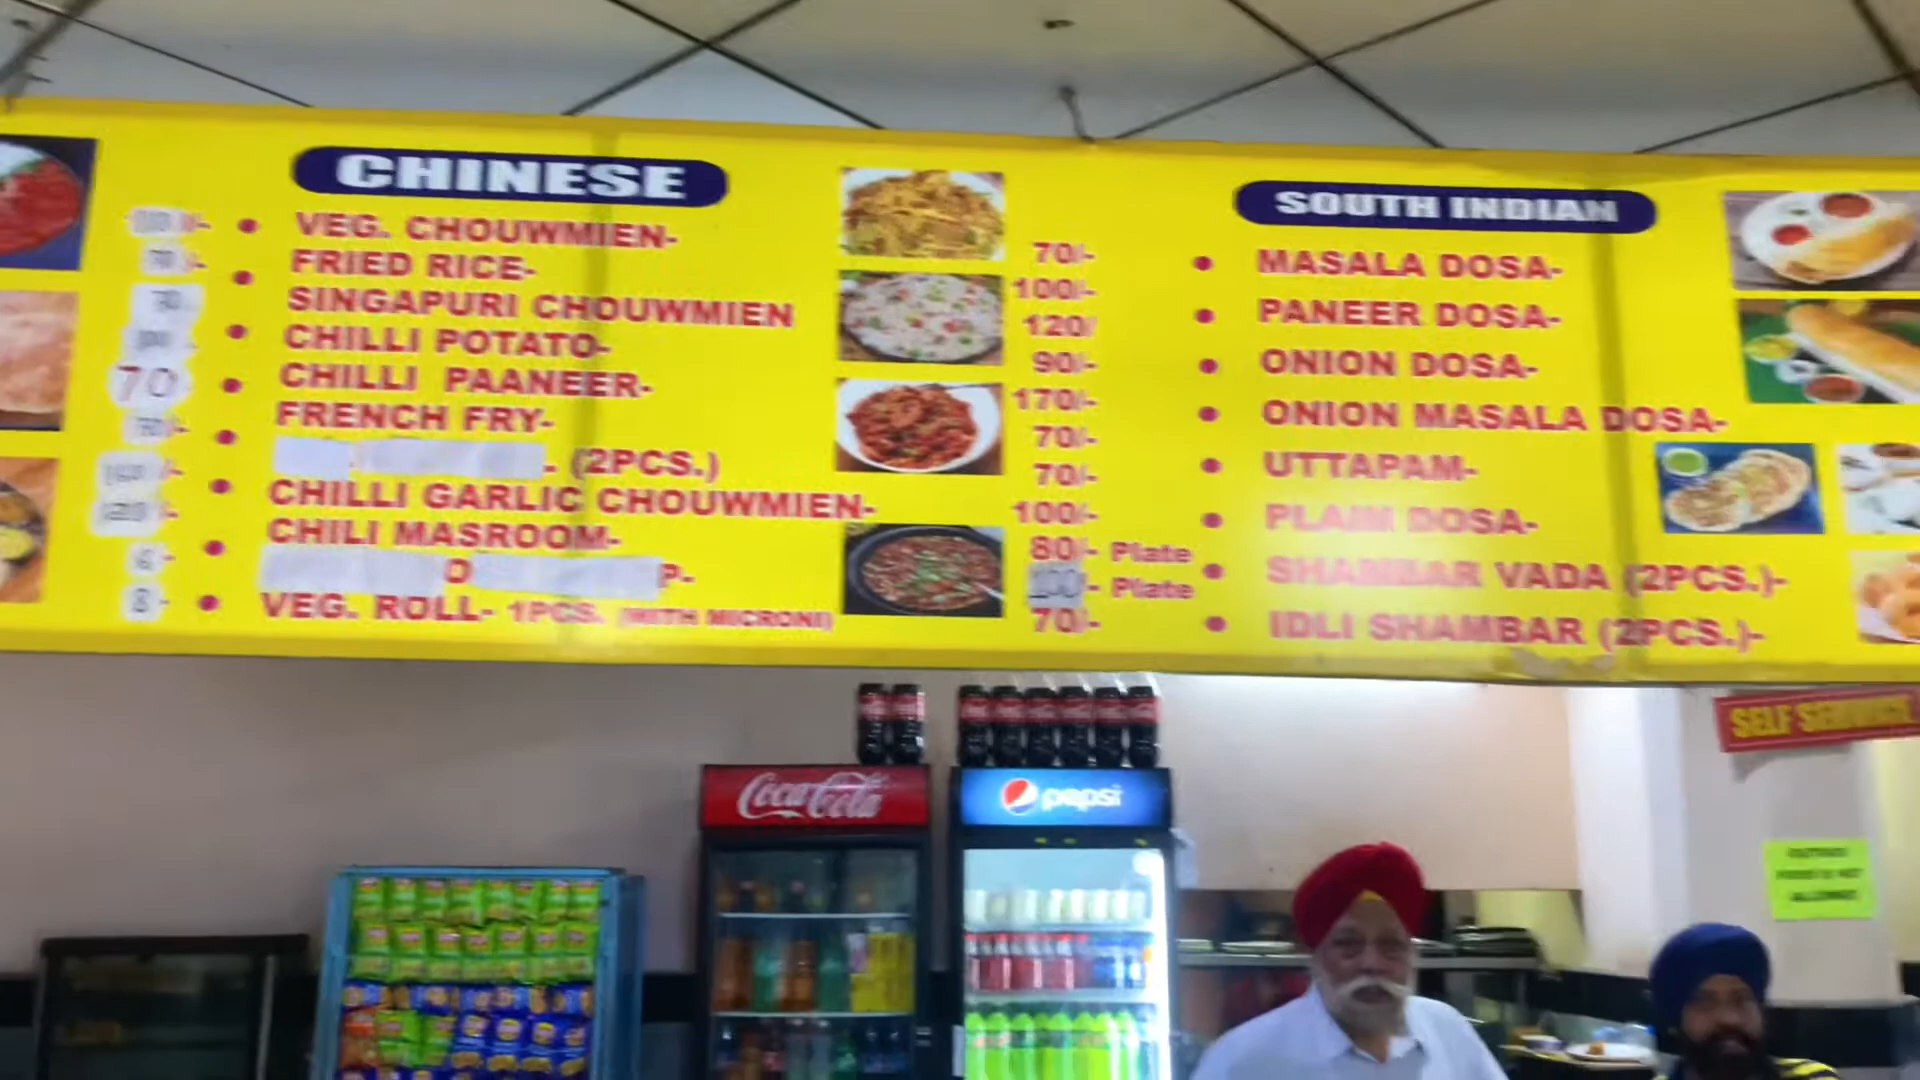 CHINESE
VEG. CHOUWMIEN- 70/-
FRIED RICE- 100/-
SINGAPURI CHOUWMIEN 120/
CHILLI POTATO- 90/-
CHILLI PAANEER- 170/-
FRENCH FRY- 70/-
(2PCS.) 70/-
CHILLI GARLIC CHOUWMIEN- 100/-
CHILI MASROOM- 80/- Plate
O P- /- Plate
VEG. ROLL- 1PCS. (WITH MICRONI) 70/-
70
SOUTH INDIAN
MASALA DOSA-
PANEER DOSA-
ONION DOSA-
ONION MASALA DOSA-
UTTAPAM-
PLAIN DOSA-
SHAMBAR VADA (2PCS.)-
IDLI SHAMBAR (2PCS.)-
SELF SERVICE
Coca-Cola
pepsi